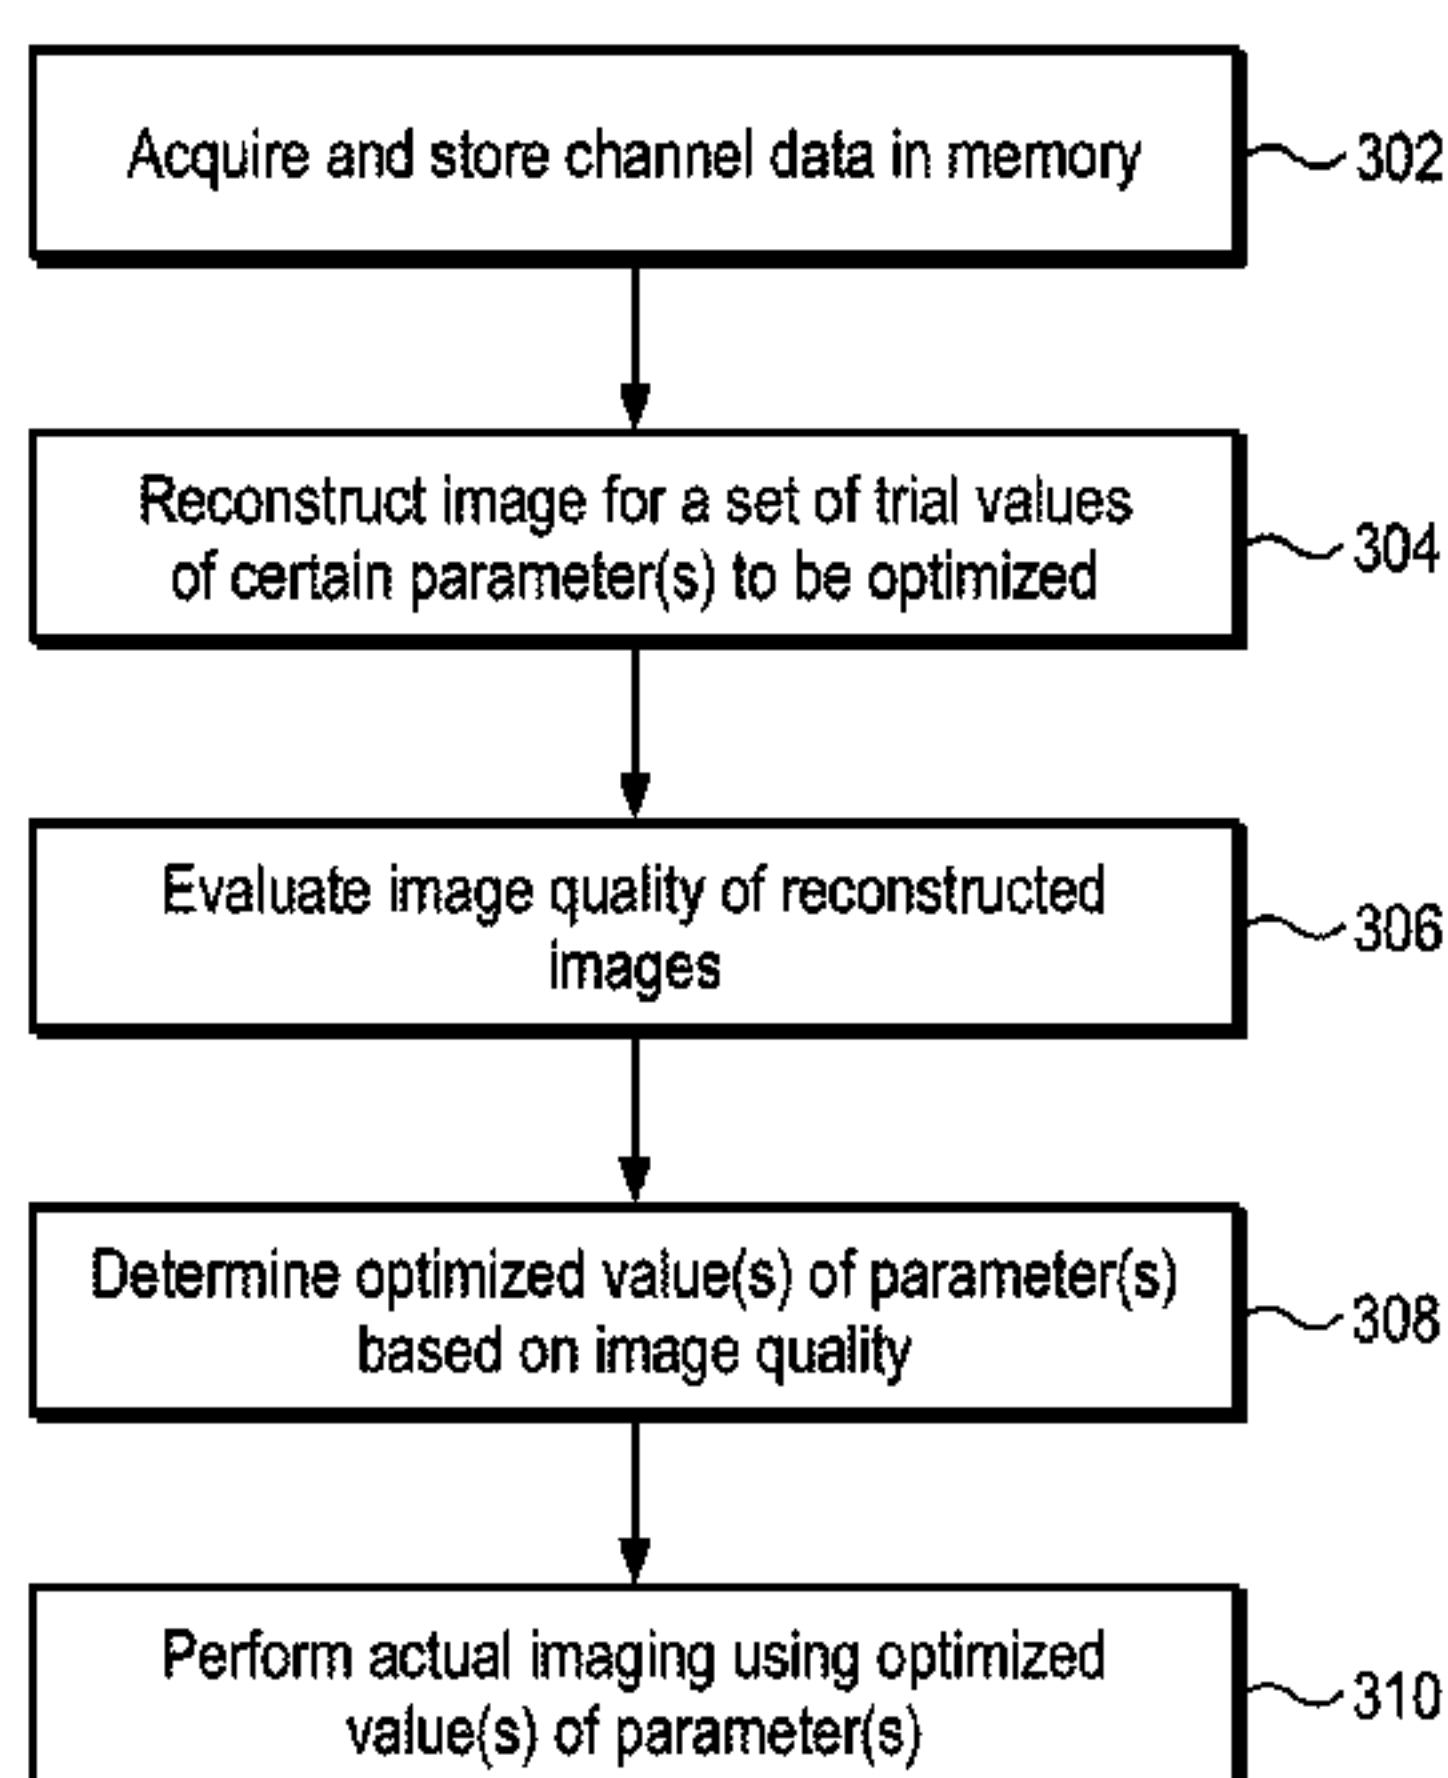 Acquire and store channel data in memory
302
Reconstruct image for a set of trial values
of certain parameter(s) to be optimized
304
Evaluate image quality of reconstructed
images
306
Determine optimized value(s) of parameter(s)
based on image quality
308
Perform actual imaging using optimized
value(s) of parameter(s)
310